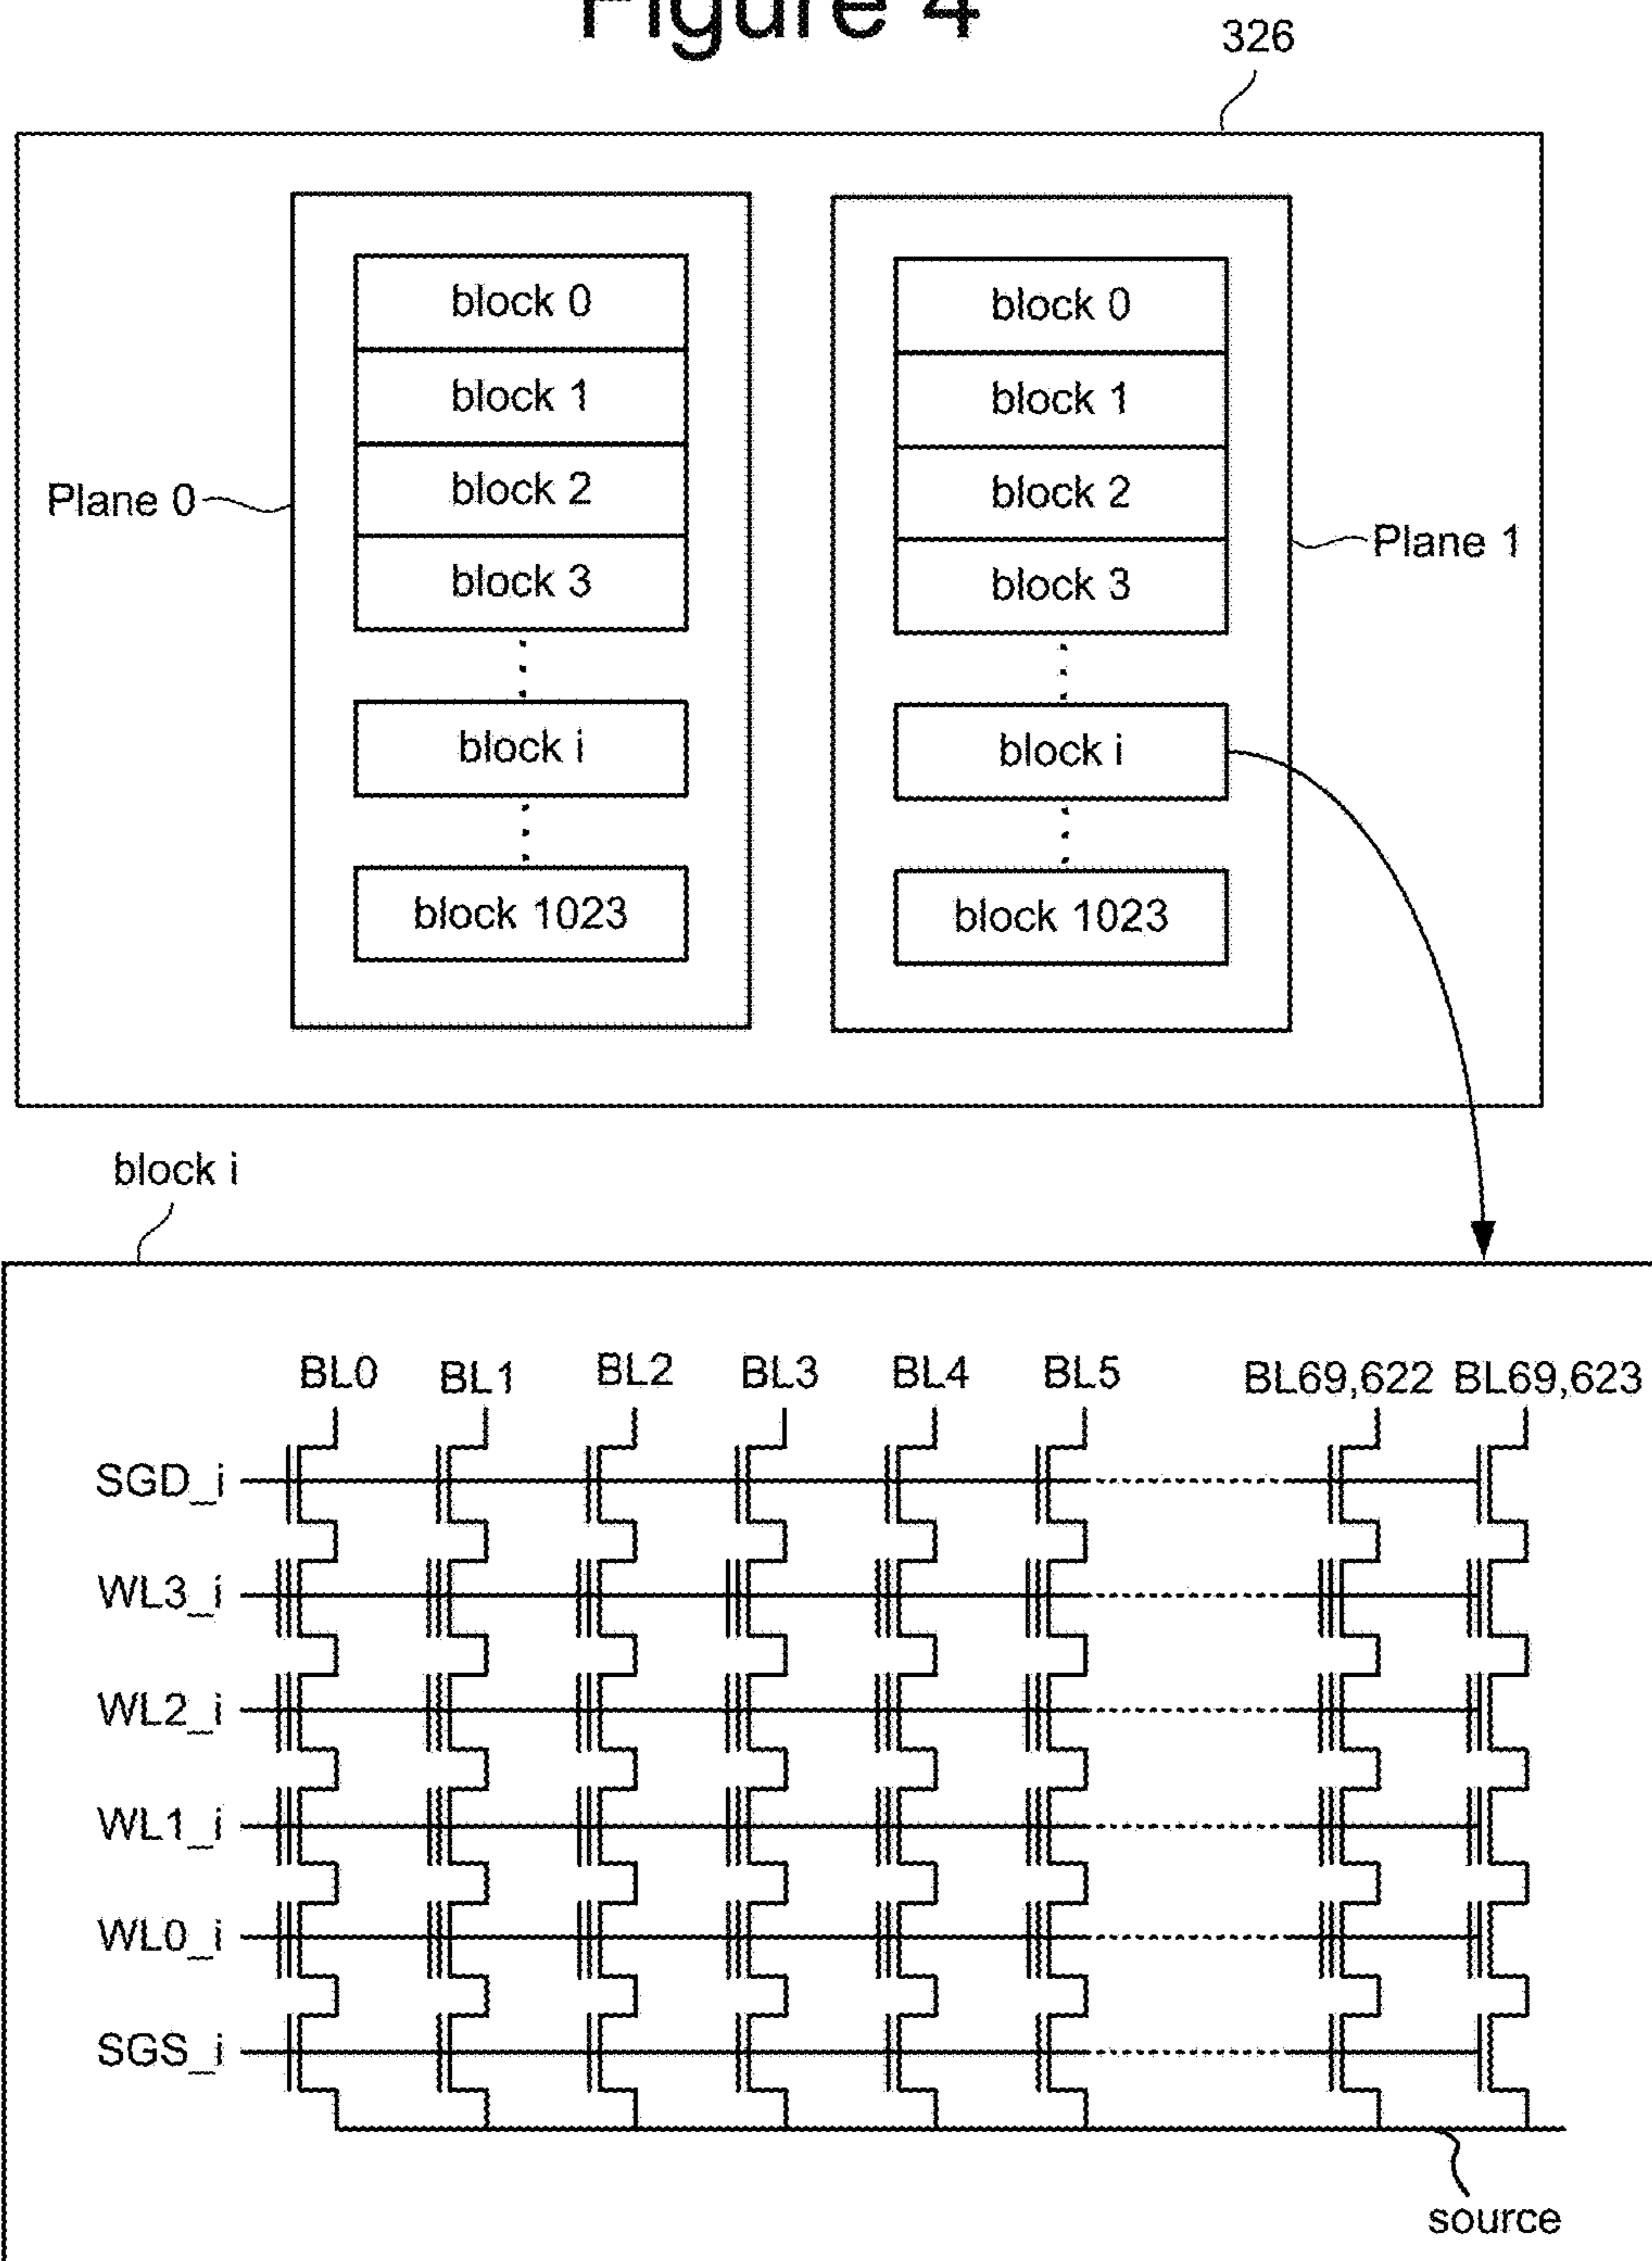 Figure 4
326
Plane 0
block 0
block 1
block 2
block 3
block i
block 1023
block 0
block 1
block 2
block 3
block i
block 1023
Plane 1
block i
BL0 BL1 BL2 BL3 BL4 BL5 BL69,622 BL69,623
SGD_i
WL3_i
WL2_i
WL1_i
WL0_i
SGS_i
source